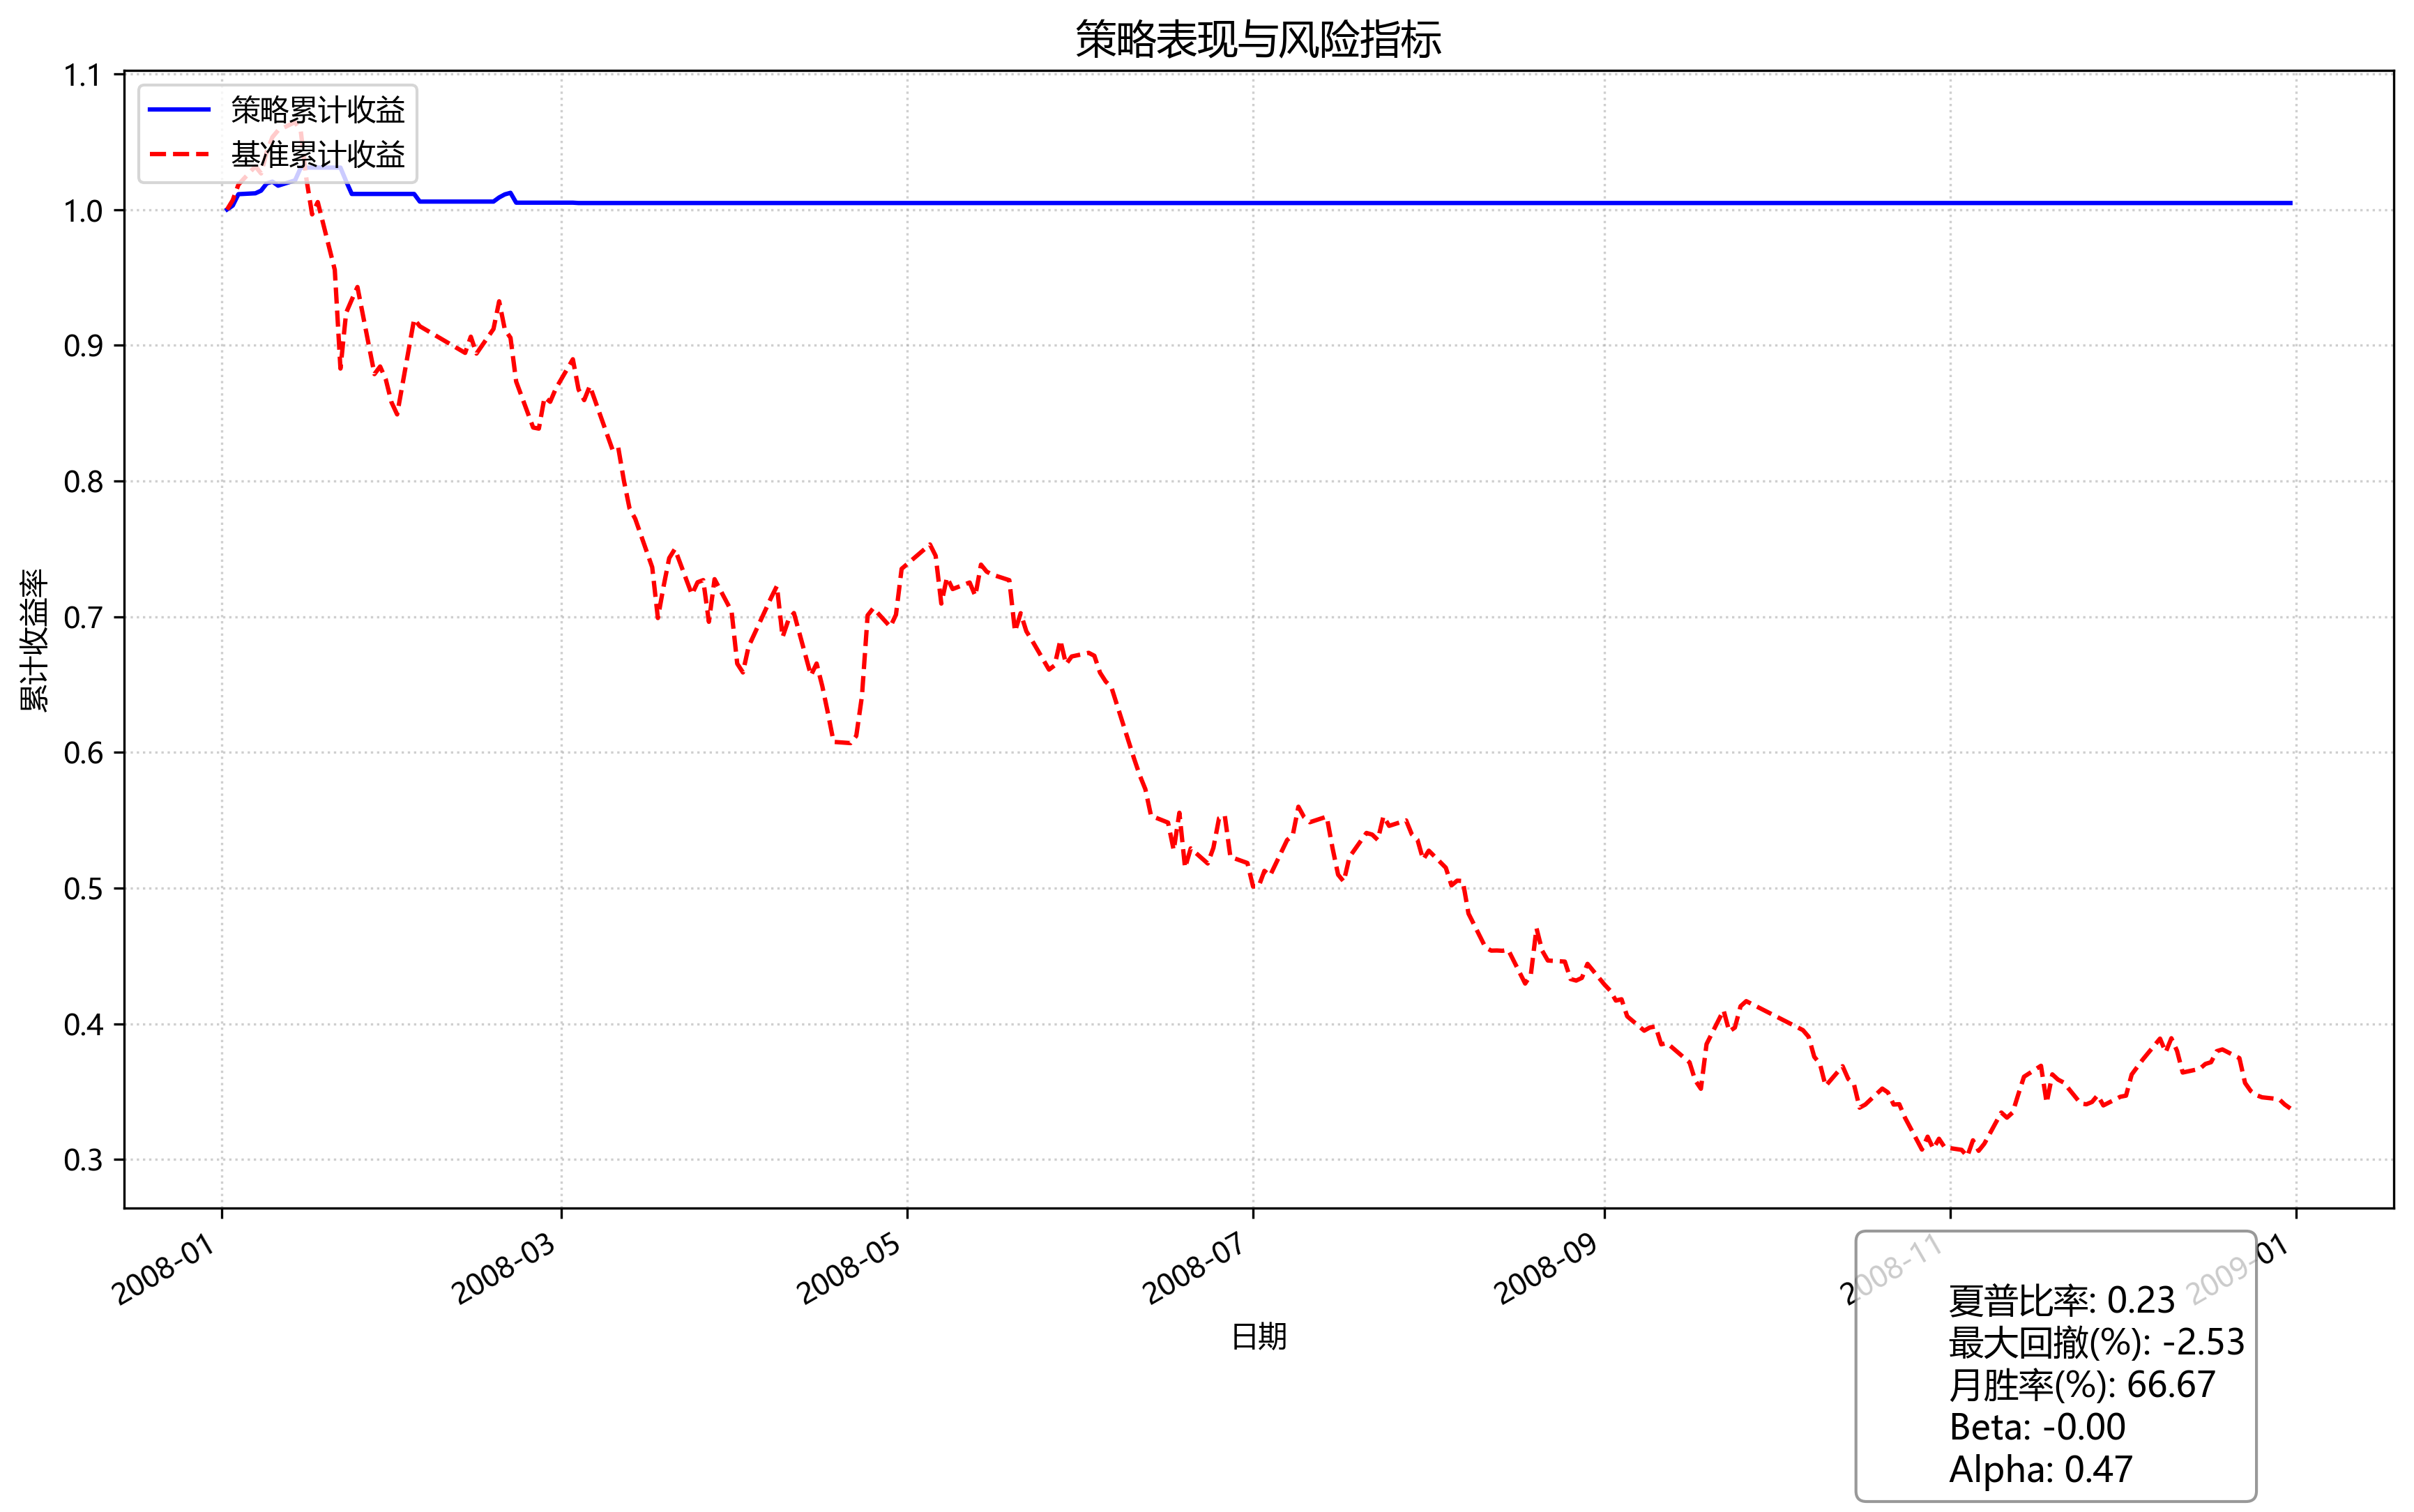 策略表现与风险指标
策略累计收益
基准累计收益
累计收益率
1.1
1.0
0.9
0.8
0.7
0.6
0.5
0.4
0.3
2008-01
2008-03
2008-05
2008-07
2008-09
2008-11
2009-01
日期
夏普比率: 0.23
最大回撤(%): -2.53
月胜率(%): 66.67
Beta: -0.00
Alpha: 0.47